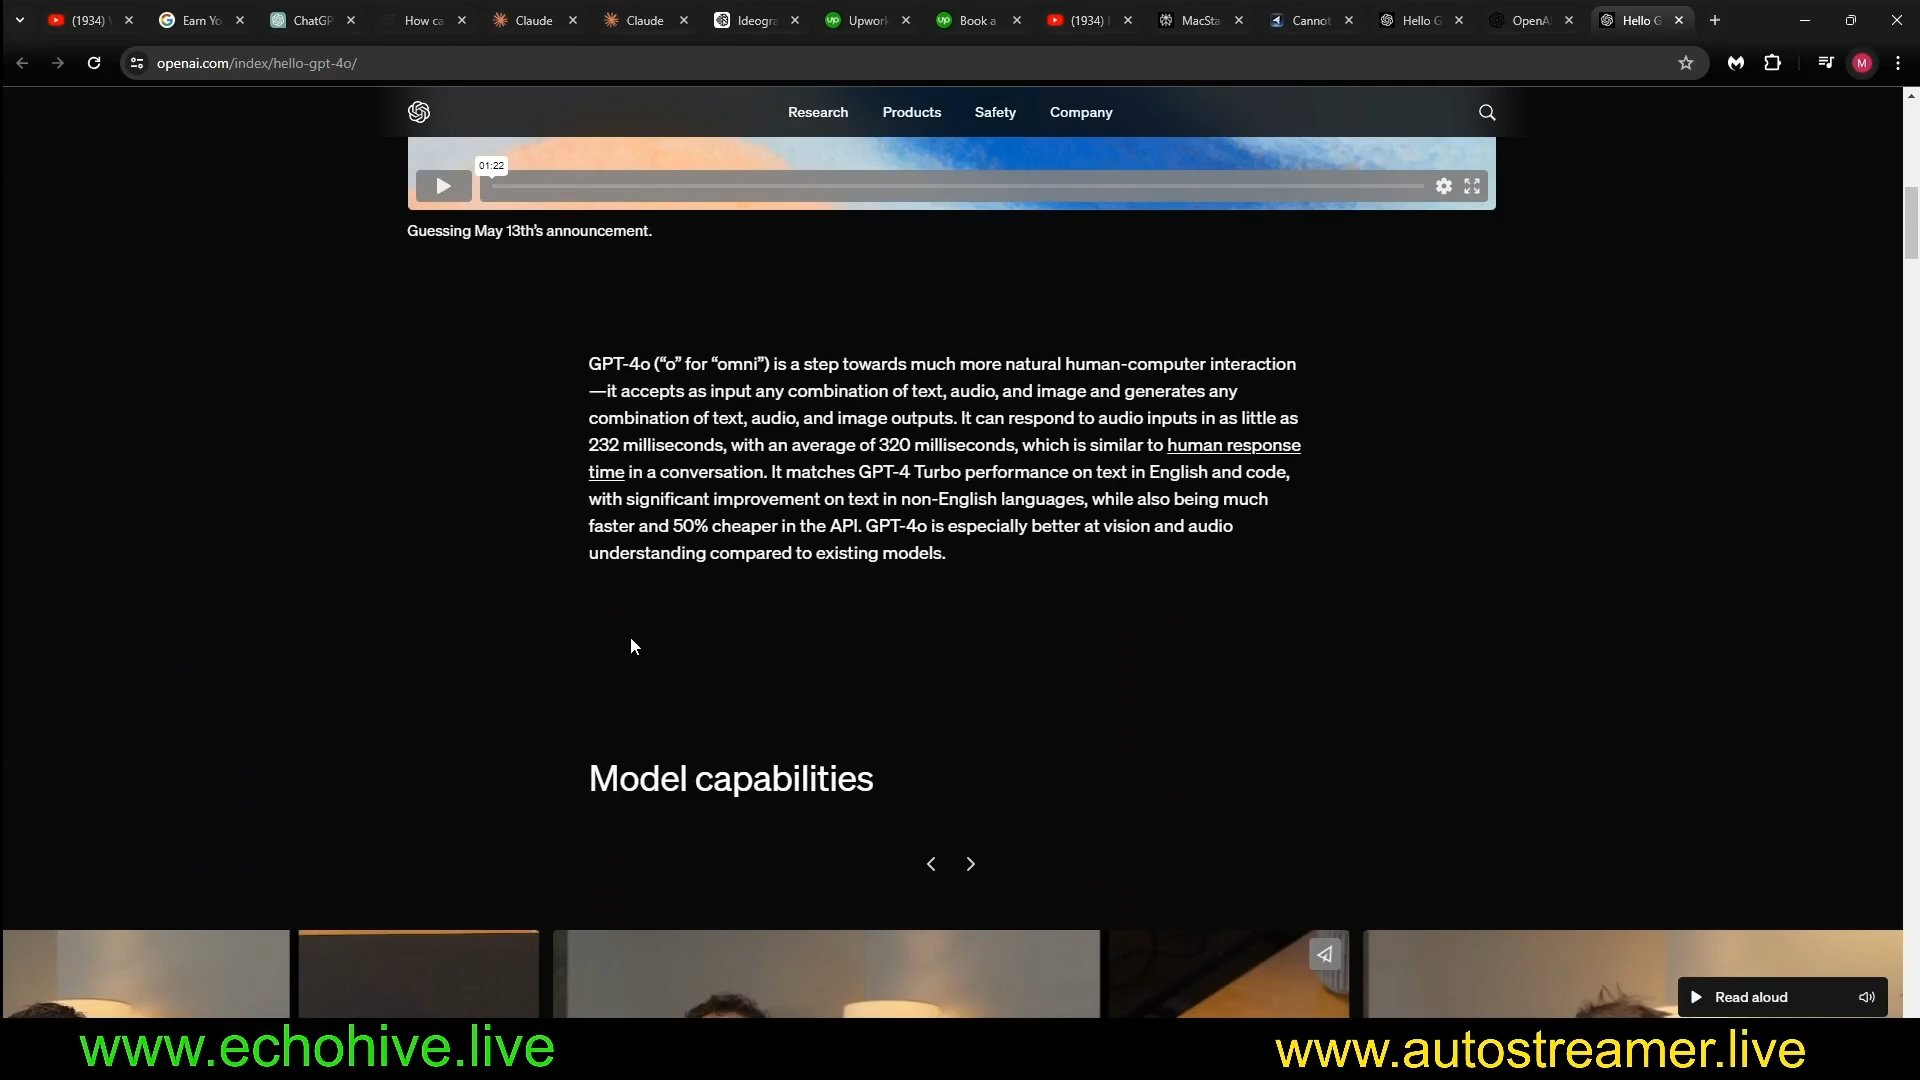 (1934)
Earn Yo
ChatGP
How ca
Claude
Claude
Ideogra
Upwork
Book a
(1934)
MacSta
Cannot
Hello G
OpenA
Hello G
openai.com/index/hello-gpt-4o/
M
Research
Products
Safety
Company
01:22
Guessing May 13th's announcement.
GPT-4o (“o” for “omni”) is a step towards much more natural human-computer interaction
—it accepts as input any combination of text, audio, and image and generates any
combination of text, audio, and image outputs. It can respond to audio inputs in as little as
232 milliseconds, with an average of 320 milliseconds, which is similar to human response
time in a conversation. It matches GPT-4 Turbo performance on text in English and code,
with significant improvement on text in non-English languages, while also being much
faster and 50% cheaper in the API. GPT-4o is especially better at vision and audio
understanding compared to existing models.
Model capabilities
Read aloud
www.echohive.live
www.autostreamer.live